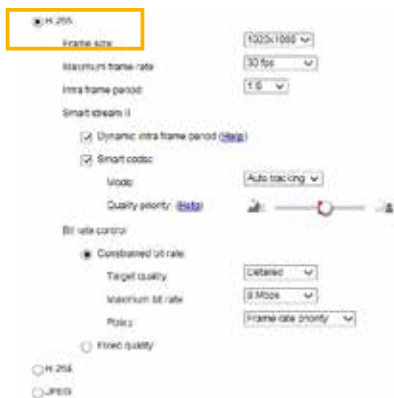 H.265
Frame size: 1920x1080
Maximum frame rate 30 fps
Intra frame period: 1 S
Smart stream II
Dynamic intra frame period (Help)
Smart codec
Mode: Auto tracking
Quality priority: (Help)
Bit rate control
Constrained bit rate:
Target quality: Detailed
Maximum bit rate:  Mbps
Policy: Frame rate priority
Fixed quality
H.264
JPEG